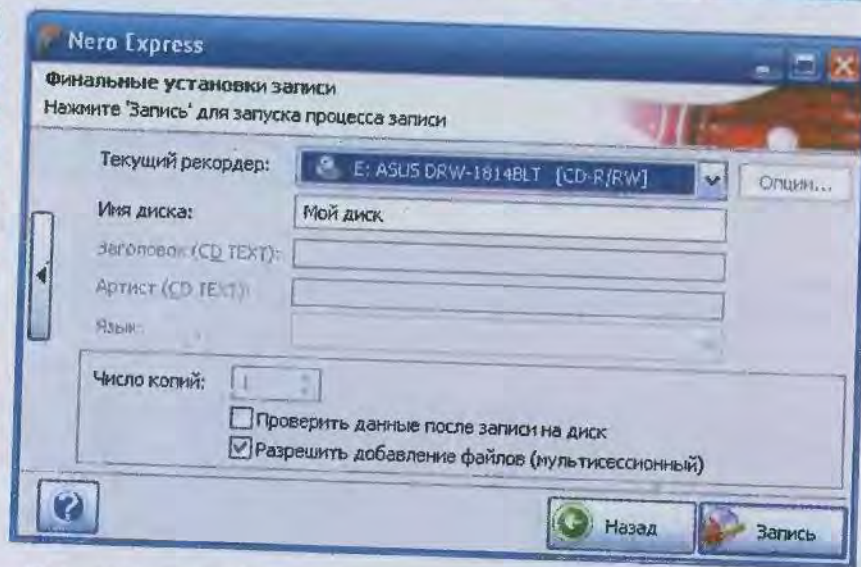 Nero Express
Финальные установки записи
Нажмите 'Запись' для запуска процесса записи
Текущий рекордер: E: ASUS DRW-1814BLT [CD-R/RW] Опции...
Имя диска: Мой диск
Заголовок (CD TEXT):
Артист (CD TEXT):
Язык:
Число копий: 1
Проверить данные после записи на диск
Разрешить добавление файлов (мультисессионный)
? Назад Запись